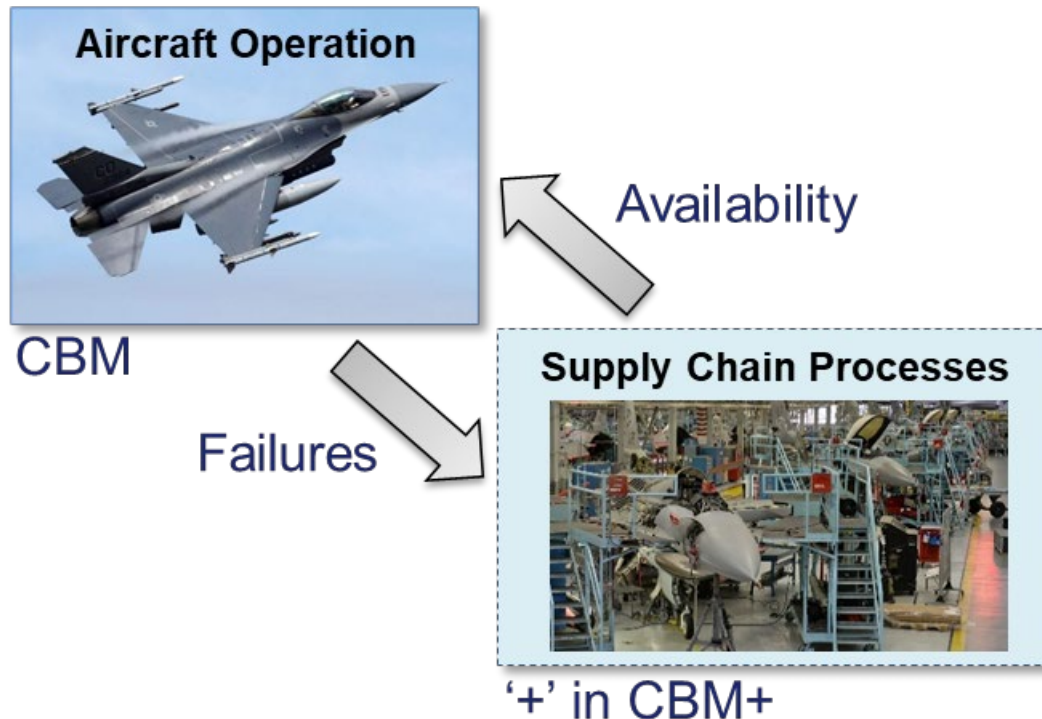 Aircraft Operation
Availability
CBM
Supply Chain Processes
Failures
‘+’ in CBM+